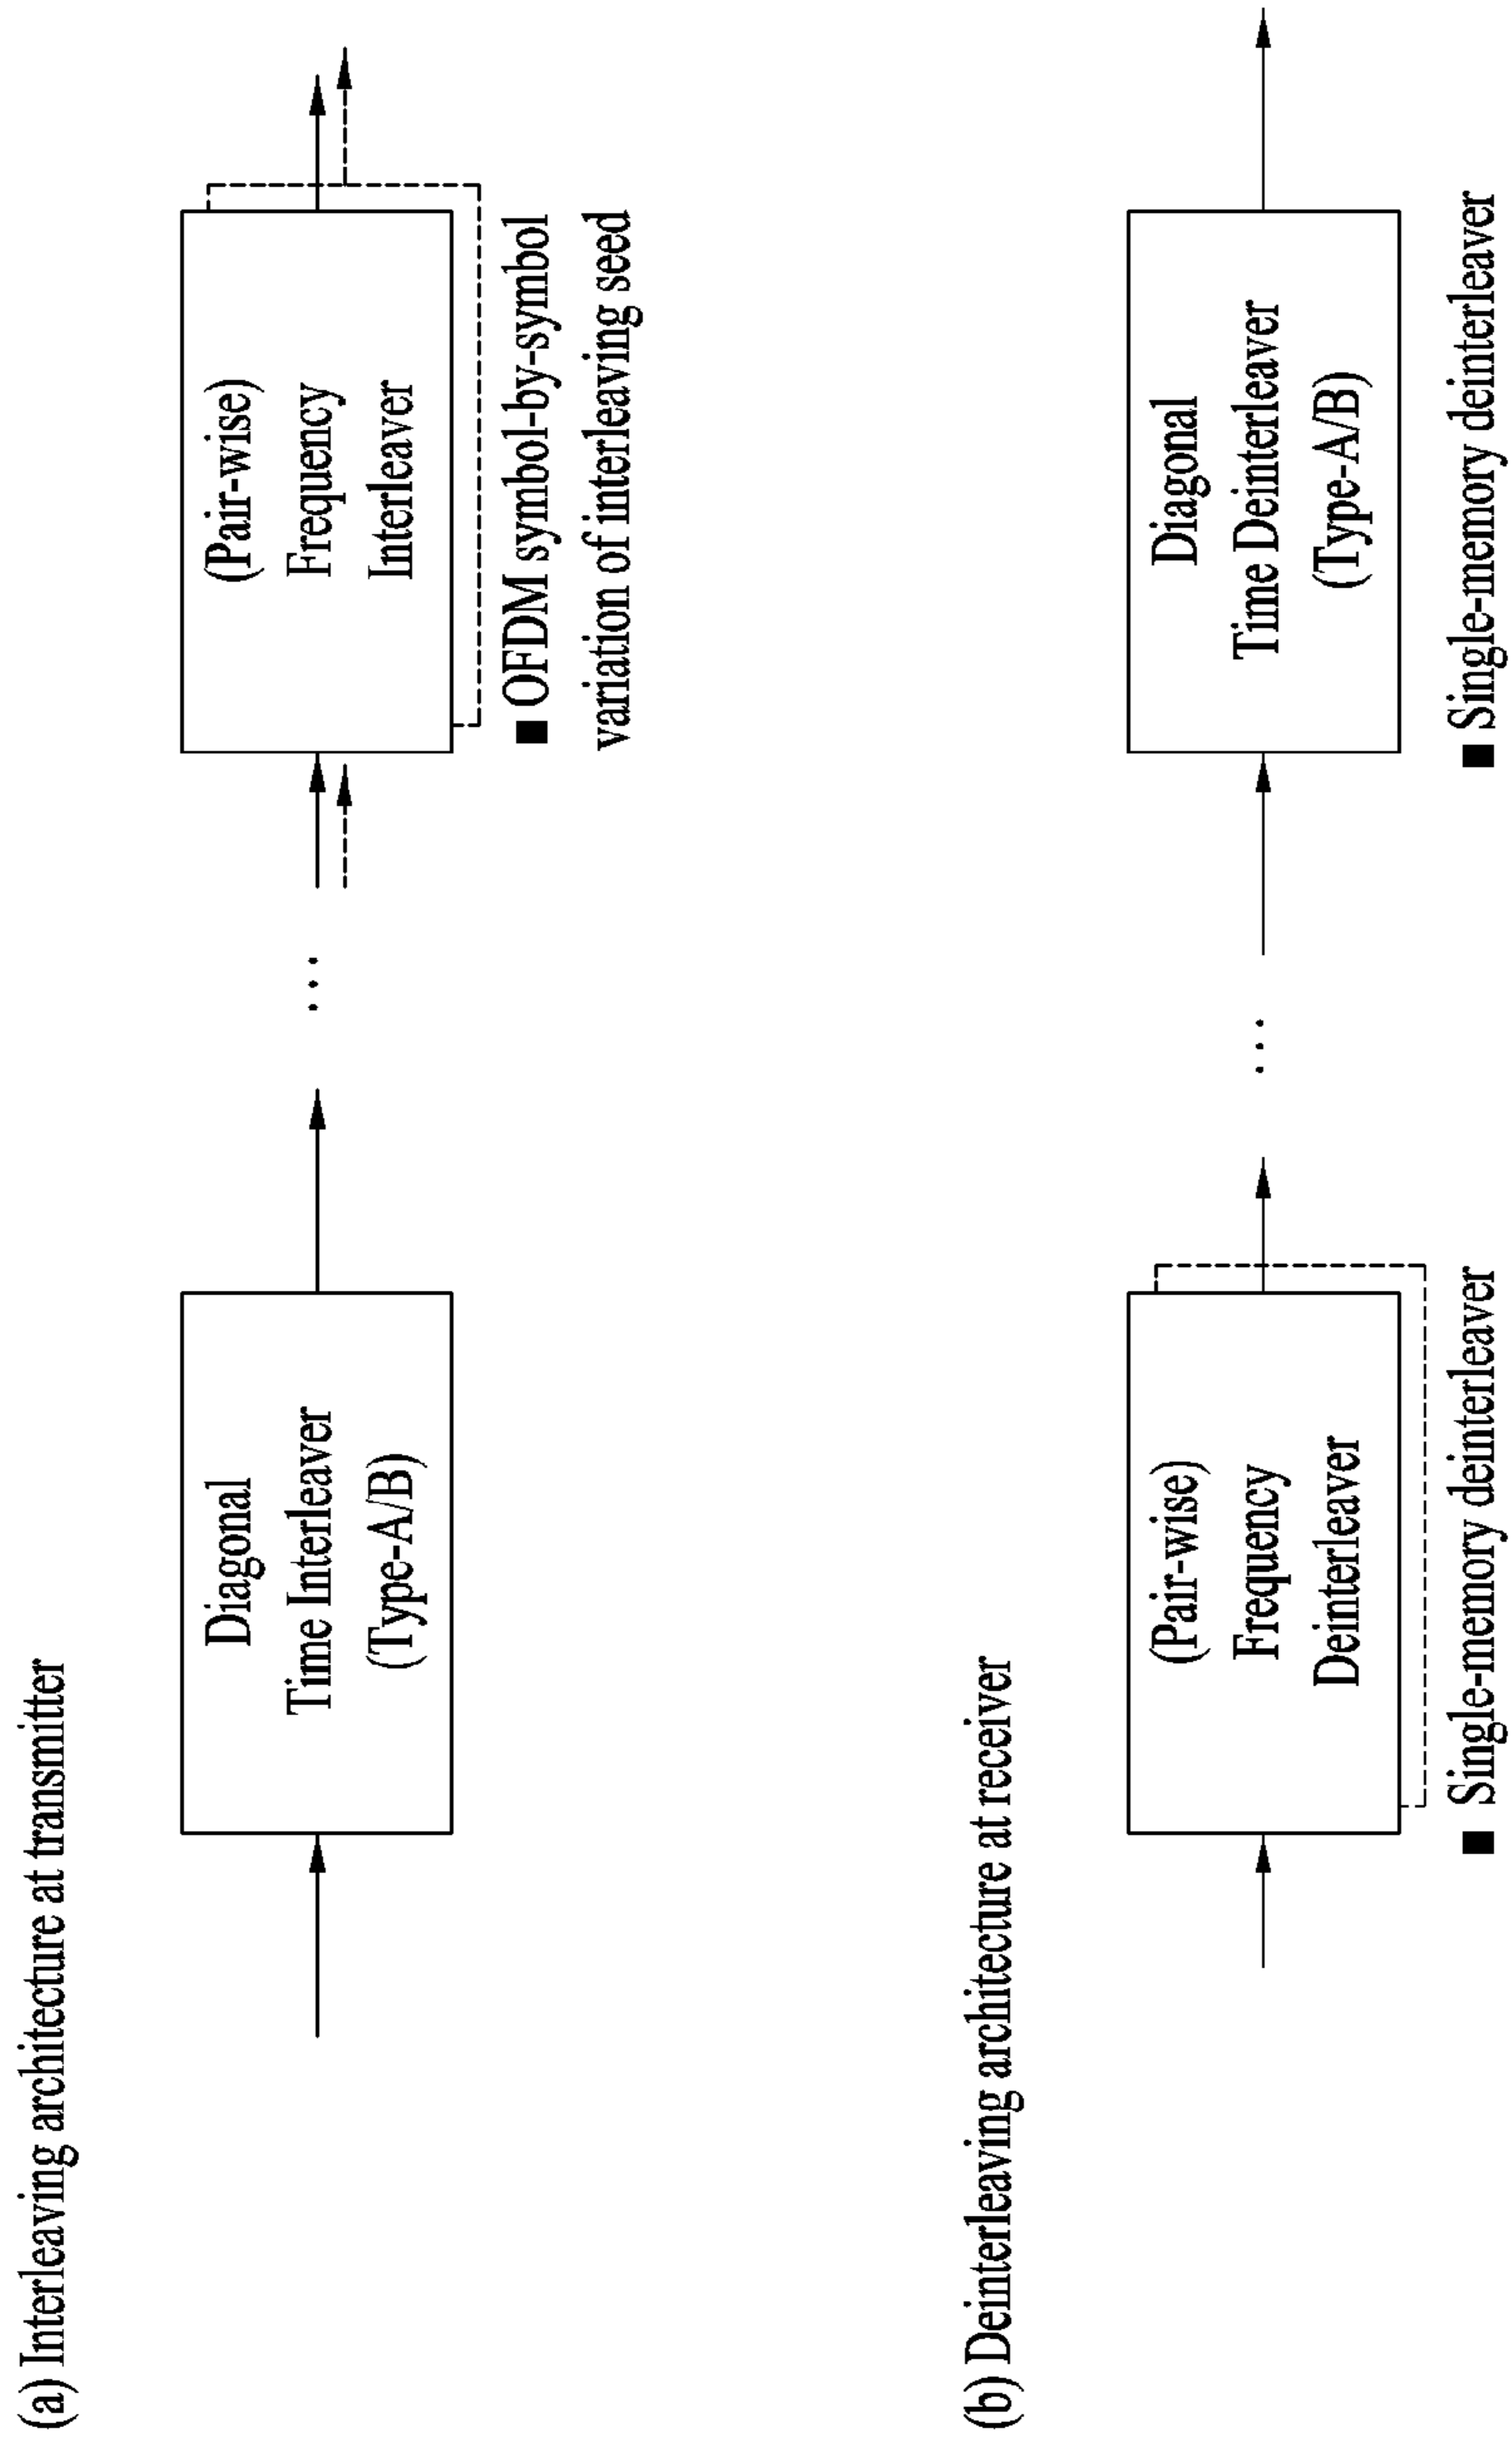 (a) Interleaving architecture at transmitter
Diagonal
Time Interleaver
(Type-A/B)
...
(Pair-wise)
Frequency
Interleaver
■ OFDM symbol-by-symbol
variation of interleaving seed
(b) Deinterleaving architecture at receiver
(Pair-wise)
Frequency
Deinterleaver
■ Single-memory deinterleaver
...
Diagonal
Time Deinterleaver
(Type-A/B)
■ Single-memory deinterleaver